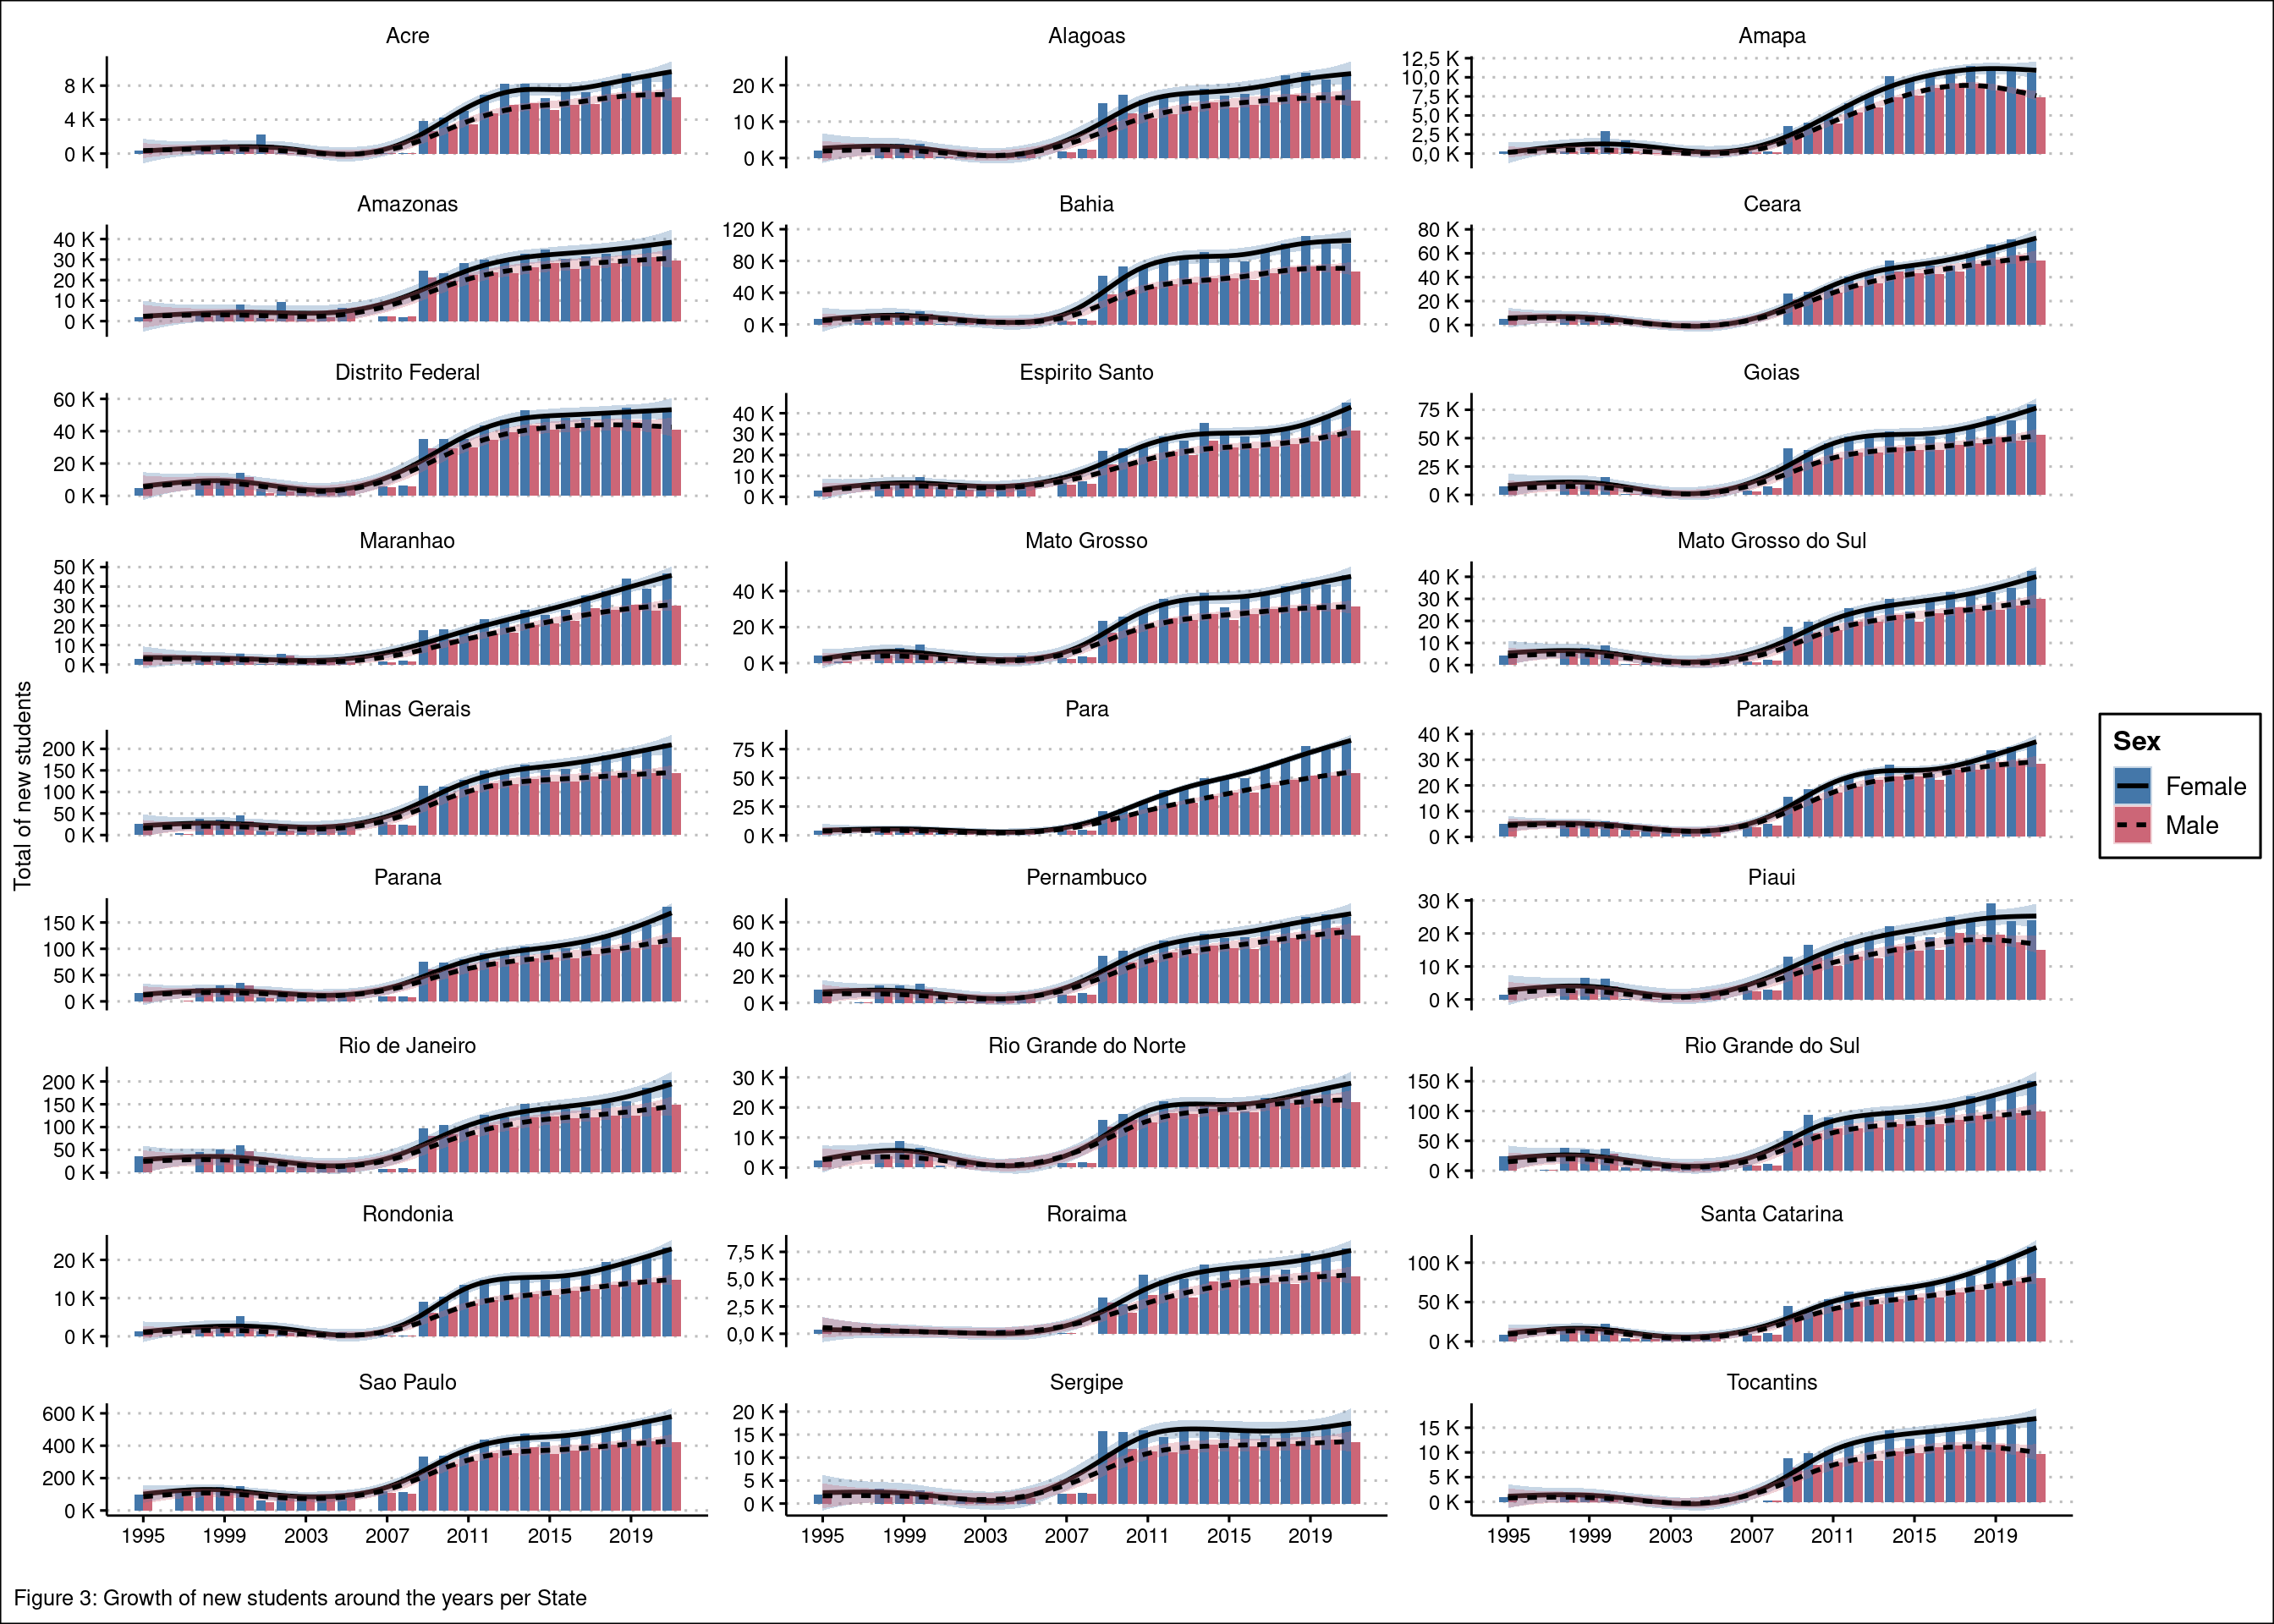 Acre
Alagoas
Amapa
8 K
4 K
0 K
20 K
10 K
0 K
12,5 K
10,0 K
7,5 K
5,0 K
2,5 K
0,0 K
Amazonas
Bahia
Ceara
40 K
30 K
20 K
10 K
0 K
120 K
80 K
40 K
0 K
80 K
60 K
40 K
20 K
0 K
Distrito Federal
Espirito Santo
Goias
60 K
40 K
20 K
0 K
40 K
30 K
20 K
10 K
0 K
75 K
50 K
25 K
0 K
Maranhao
Mato Grosso
Mato Grosso do Sul
50 K
40 K
30 K
20 K
10 K
0 K
40 K
20 K
0 K
40 K
30 K
20 K
10 K
0 K
Minas Gerais
Para
Paraiba
200 K
150 K
100 K
50 K
0 K
75 K
50 K
25 K
0 K
40 K
30 K
20 K
10 K
0 K
Parana
Pernambuco
Piaui
150 K
100 K
50 K
0 K
60 K
40 K
20 K
0 K
30 K
20 K
10 K
0 K
Rio de Janeiro
Rio Grande do Norte
Rio Grande do Sul
200 K
150 K
100 K
50 K
0 K
30 K
20 K
10 K
0 K
150 K
100 K
50 K
0 K
Rondonia
Roraima
Santa Catarina
20 K
10 K
0 K
7,5 K
5,0 K
2,5 K
0,0 K
100 K
50 K
0 K
Sao Paulo
Sergipe
Tocantins
600 K
400 K
200 K
0 K
20 K
15 K
10 K
5 K
0 K
15 K
10 K
5 K
0 K
1995 1999 2003 2007 2011 2015 2019
1995 1999 2003 2007 2011 2015 2019
1995 1999 2003 2007 2011 2015 2019
Total of new students
Sex
Female
Male
Figure 3: Growth of new students around the years per State